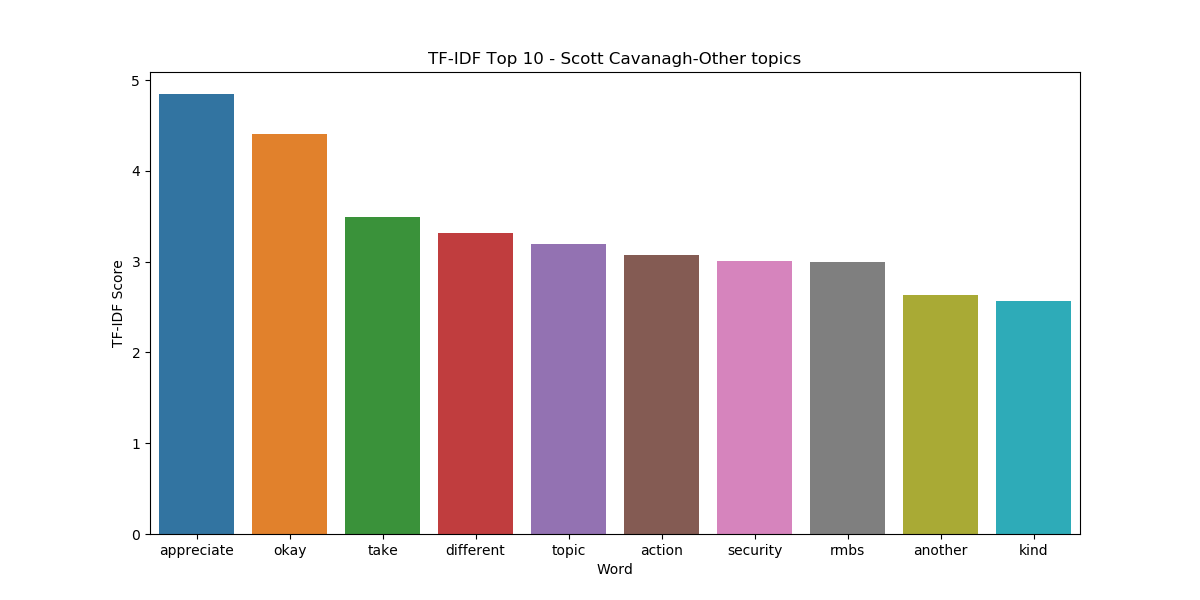 TF-IDF Top 10 - Scott Cavanagh-Other topics
5
4
3
2
1
0
TF-IDF Score
appreciate okay take different topic action security rmbs another kind
Word